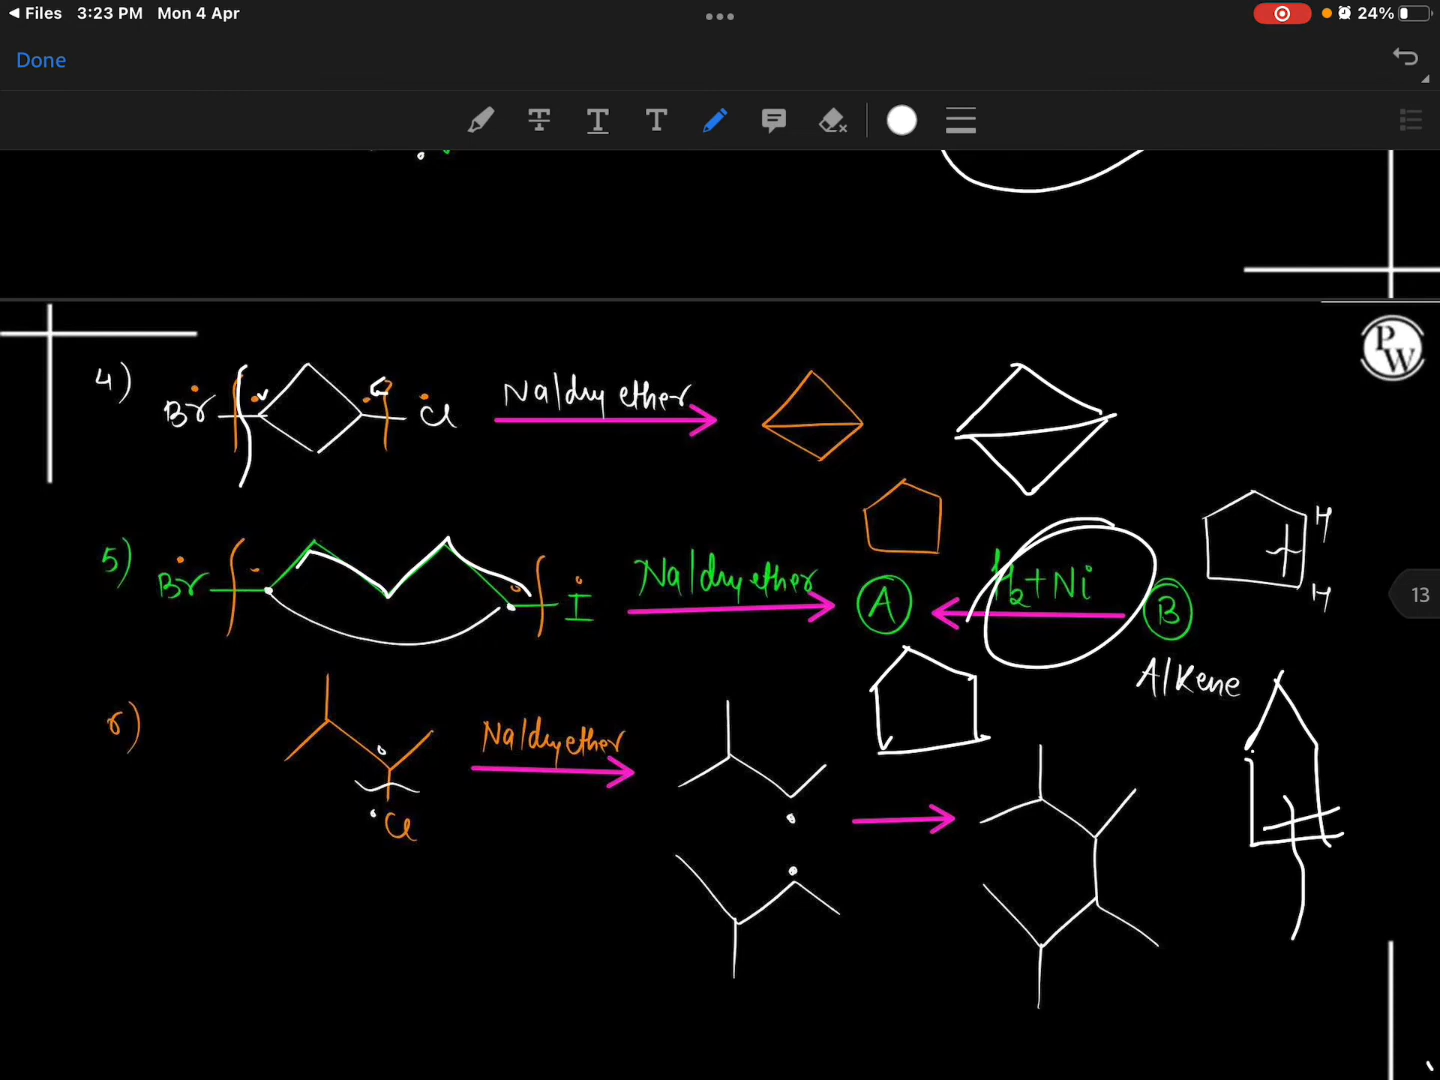 Files 3:23 PM Mon 4 Apr 24%
Done
T T T
P
W
4) Br Cl Na/dry ether
5) Br I Na/dry ether A H2+Ni B H
H
13
Alkene
6) Cl Na/dry ether